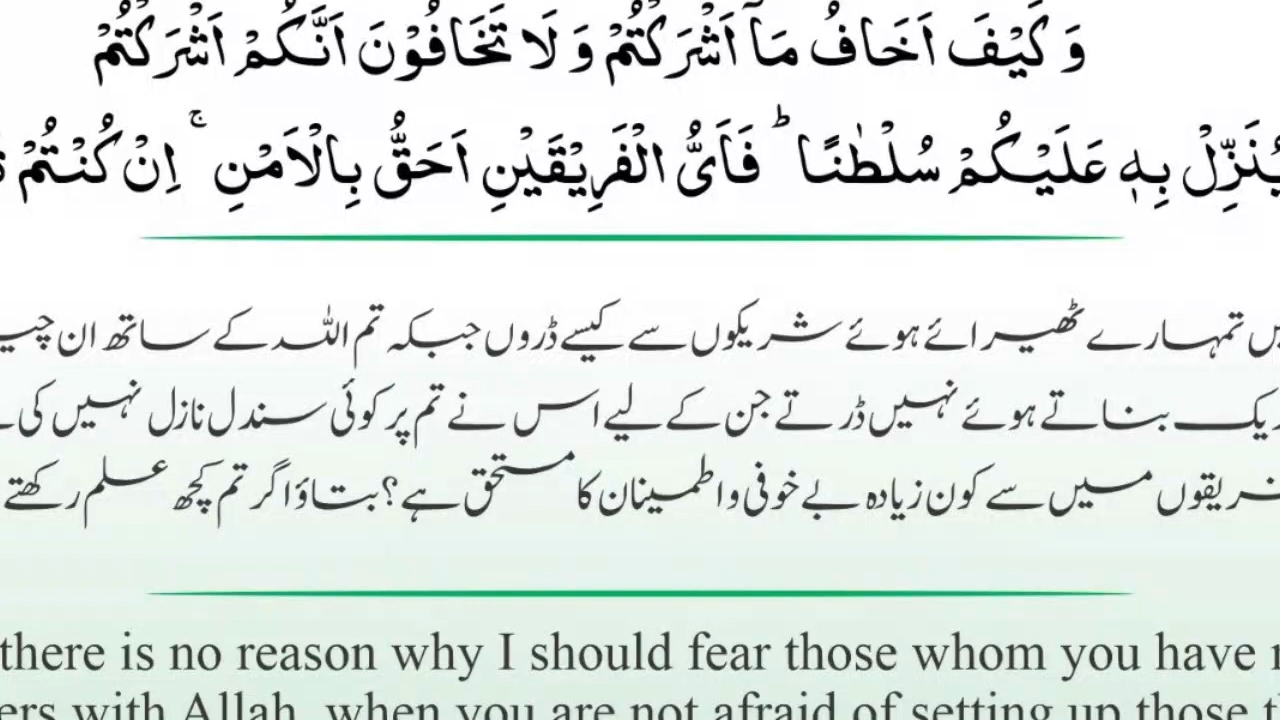 وَ كَیْفَ اَخَافُ مَاۤ اَشْرَكْتُمْ وَ لَا تَخَافُوْنَ اَنَّكُمْ اَشْرَكْتُمْ
یُنَزِّلْ بِهٖ عَلَیْكُمْ سُلْطٰنًا ؕ فَاَیُّ الْفَرِیْقَیْنِ اَحَقُّ بِالْاَمْنِ ۚ اِنْ كُنْتُمْ
تمہارے ٹھیرائے ہوئے شریکوں سے کیسے ڈروں جبکہ تم اللہ کے ساتھ ان
بناتے ہوئے نہیں ڈرتے جن کے لیے اس نے تم پر کوئی سندل نازل نہیں کی
سے کون زیادہ بے خوفی و اطمینان کا مستحق ہے؟ بتاؤ اگر تم کچھ علم رکھتے
there is no reason why I should fear those whom you have
ers with Allah, when you are not afraid of setting up those